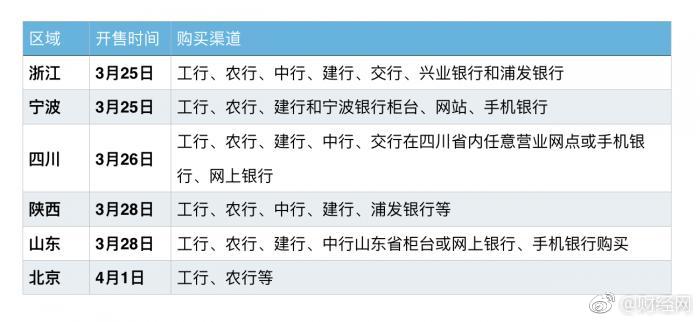 区域 开售时间 购买渠道
浙江 3月25日 工行、农行、中行、建行、交行、兴业银行和浦发银行
宁波 3月25日 工行、农行、建行和宁波银行柜台、网站、手机银行
四川 3月26日 工行、农行、建行、中行、交行在四川省内任意营业网点或手机银
行、网上银行
陕西 3月28日 工行、农行、中行、建行、浦发银行等
山东 3月28日 工行、农行、建行、中行山东省柜台或网上银行、手机银行购买
北京 4月1日 工行、农行等
@财经网